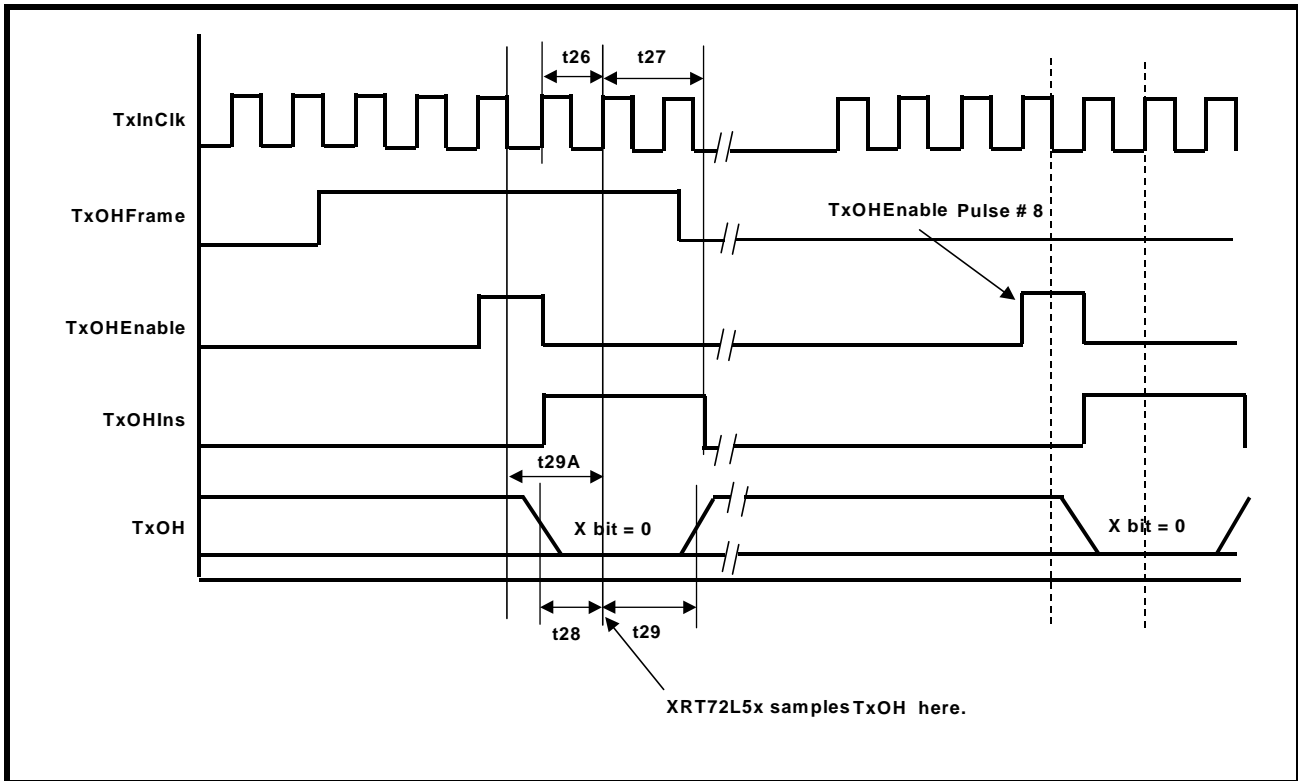 t26
t27
TxInClk
TxOHFrame
TxOHEnable Pulse # 8
TxOHEnable
TxOHIns
t29A
TxOH
X bit = 0
X bit = 0
t28
t29
XRT72L5x samples TxOH here.